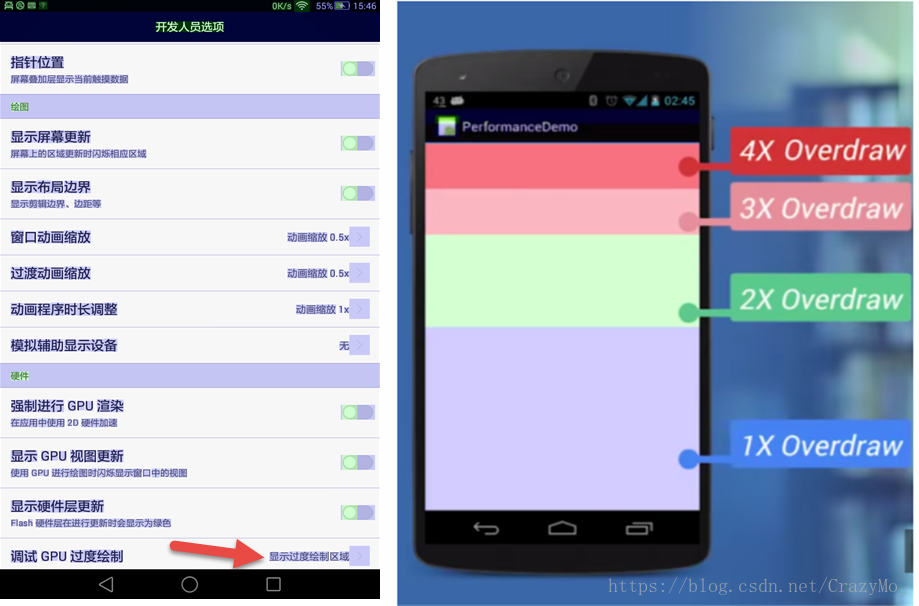 0K/s 55% 15:46
开发人员选项
指针位置
屏幕叠加层显示当前触摸数据
绘图
显示屏幕更新
屏幕上的区域更新时闪烁相应区域
显示布局边界
显示剪辑边界、边距等
窗口动画缩放 动画缩放 0.5x
过渡动画缩放 动画缩放 0.5x
动画程序时长调整 动画缩放 1x
模拟辅助显示设备 无
硬件
强制进行 GPU 渲染
在应用中使用 2D 硬件加速
显示 GPU 视图更新
使用 GPU 进行绘图时闪烁显示窗口中的视图
显示硬件层更新
Flash 硬件层在进行更新时会显示为绿色
调试 GPU 过度绘制 显示过度绘制区域
43 02:45
PerformanceDemo
4X Overdraw
3X Overdraw
2X Overdraw
1X Overdraw
https://blog.csdn.net/CrazyMo